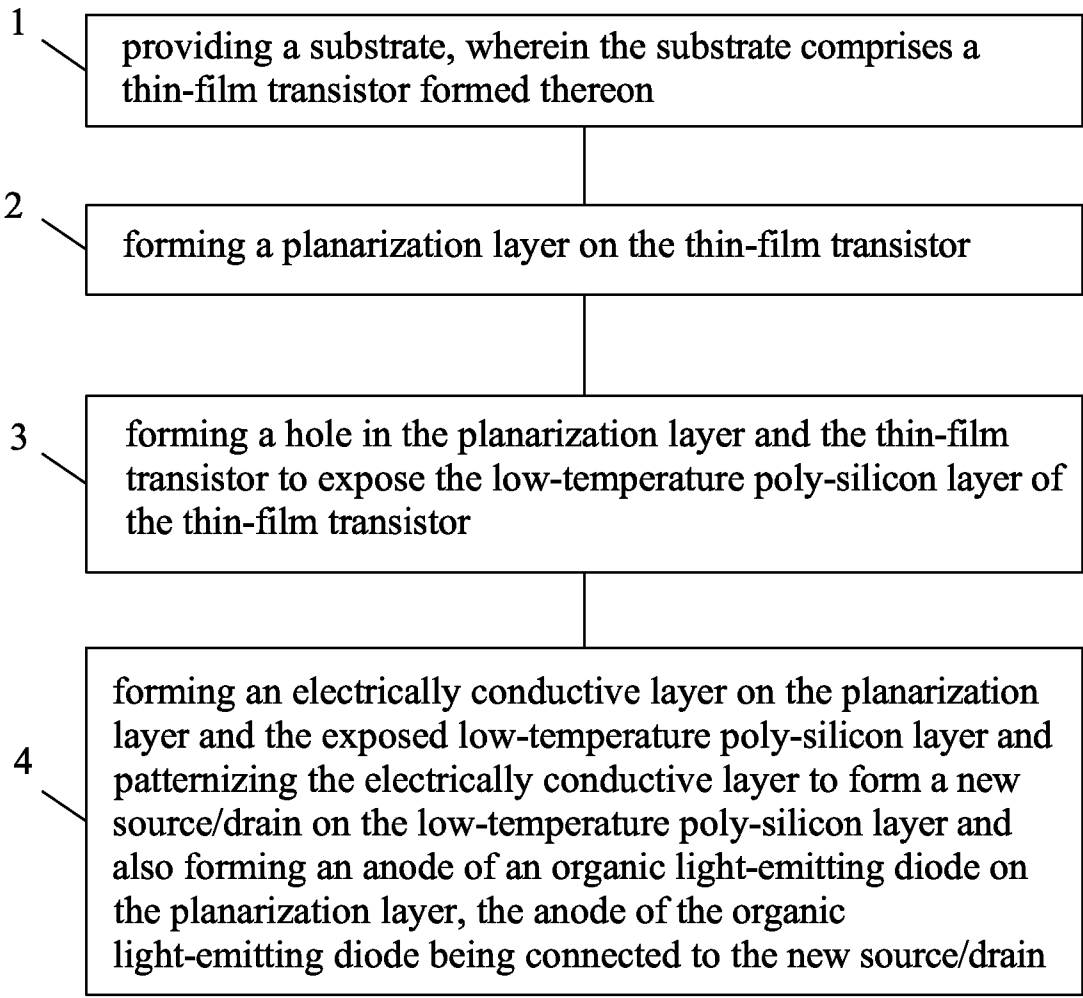 1
providing a substrate, wherein the substrate comprises a
thin-film transistor formed thereon
2
forming a planarization layer on the thin-film transistor
3
forming a hole in the planarization layer and the thin-film
transistor to expose the low-temperature poly-silicon layer of
the thin-film transistor
4
forming an electrically conductive layer on the planarization
layer and the exposed low-temperature poly-silicon layer and
patternizing the electrically conductive layer to form a new
source/drain on the low-temperature poly-silicon layer and
also forming an anode of an organic light-emitting diode on
the planarization layer, the anode of the organic
light-emitting diode being connected to the new source/drain